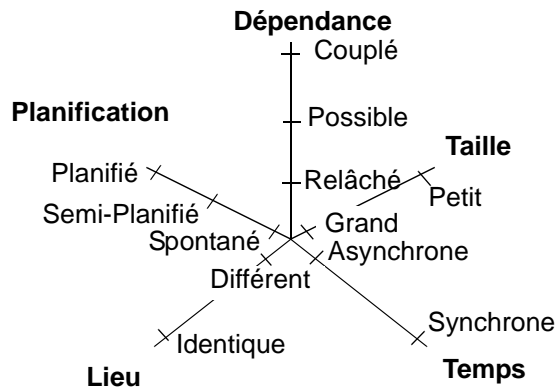 Dépendance
Couplé
Planification
Possible
Taille
Planifié
Relâché
Petit
Semi-Planifié
Grand
Spontané
Asynchrone
Différent
Synchrone
Identique
Lieu
Temps